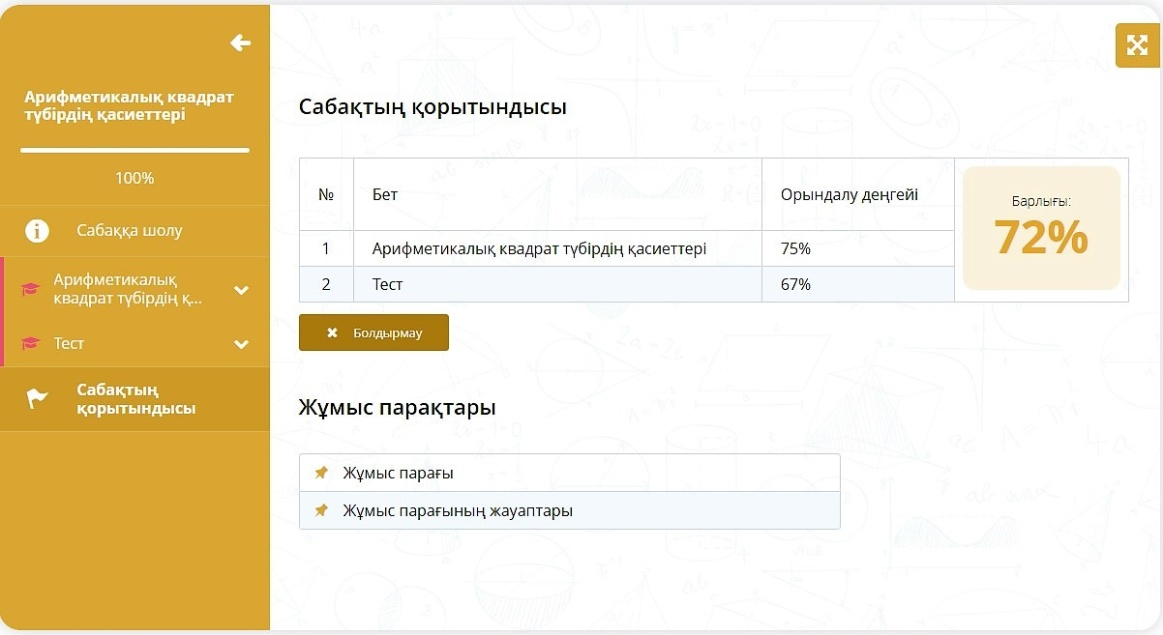 Арифметикалық квадрат
түбірдің қасиеттері
100%
Сабаққа шолу
Арифметикалық
квадрат түбірдің қ...
Тест
Сабақтың
қорытындысы
Сабақтың қорытындысы
№ Бет Орындалу деңгейі
1 Арифметикалық квадрат түбірдің қасиеттері 75%
2 Тест 67%
Барлығы:
72%
Болдырмау
Жұмыс парақтары
Жұмыс парағы
Жұмыс парағының жауаптары